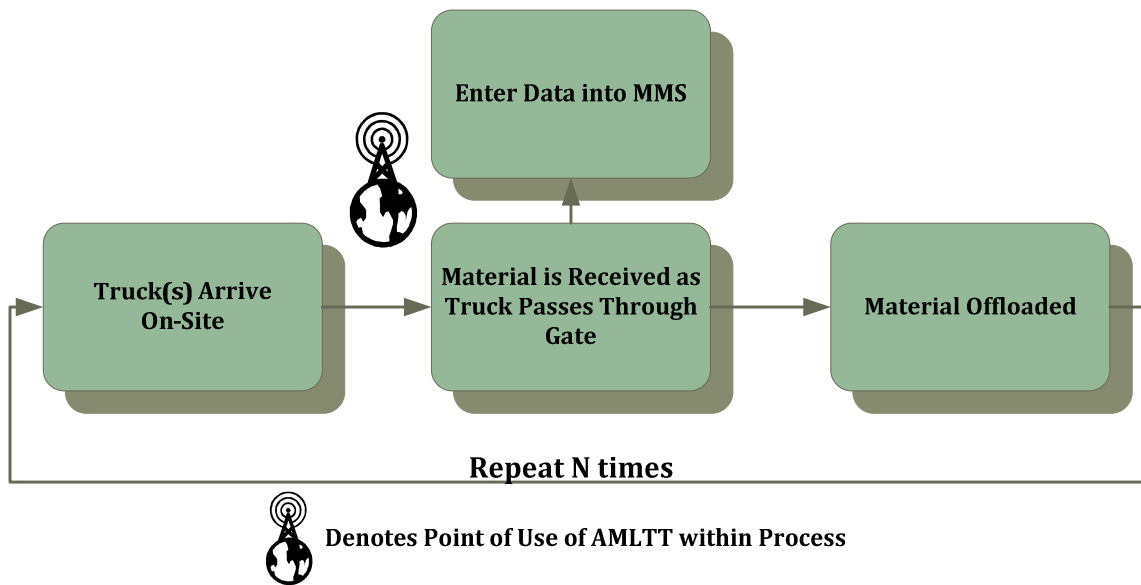 Enter Data into MMS
Truck(s) Arrive
On-Site
Material is Received as
Truck Passes Through
Gate
Material Offloaded
Repeat N times
Denotes Point of Use of AMLTT within Process